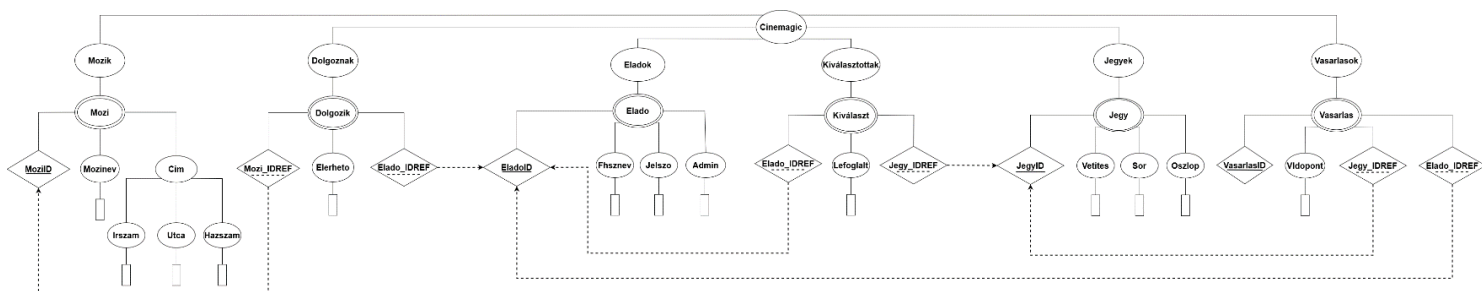 Cinemagic
Mozik
Dolgoznak
Eladok
Kiválasztottak
Jegyek
Vasarlasok
Mozi
Dolgozik
Elado
Kiválaszt
Jegy
Vasarlas
MoziID
Mozinev
Cim
Mozi_IDREF
Elerheto
Elado_IDREF
EladoID
Fhsznev
Jelszo
Admin
Elado_IDREF
Lefoglalt
Jegy_IDREF
JegyID
Vetites
Sor
Oszlop
VasarlasID
VIdopont
Jegy_IDREF
Elado_IDREF
Irszam
Utca
Hazszam